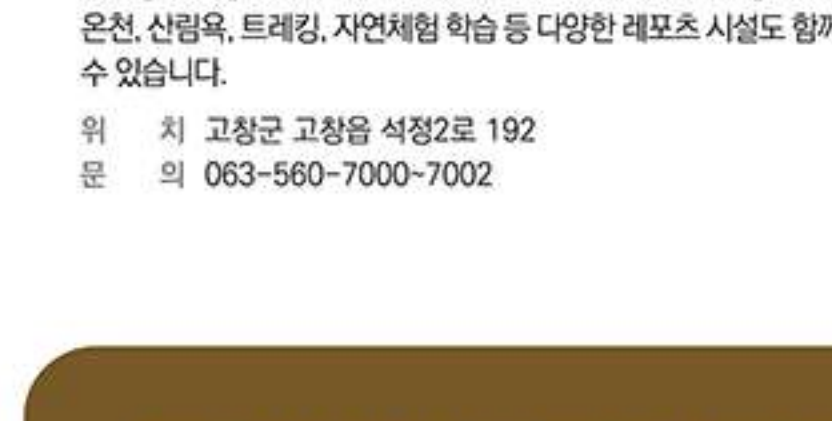 온천, 산림욕, 트레킹, 자연체험 학습 등 다양한 레포츠 시설도
수 있습니다.
위 치 고창군 고창읍 석정2로 192
문 의 063-560-7000~7002